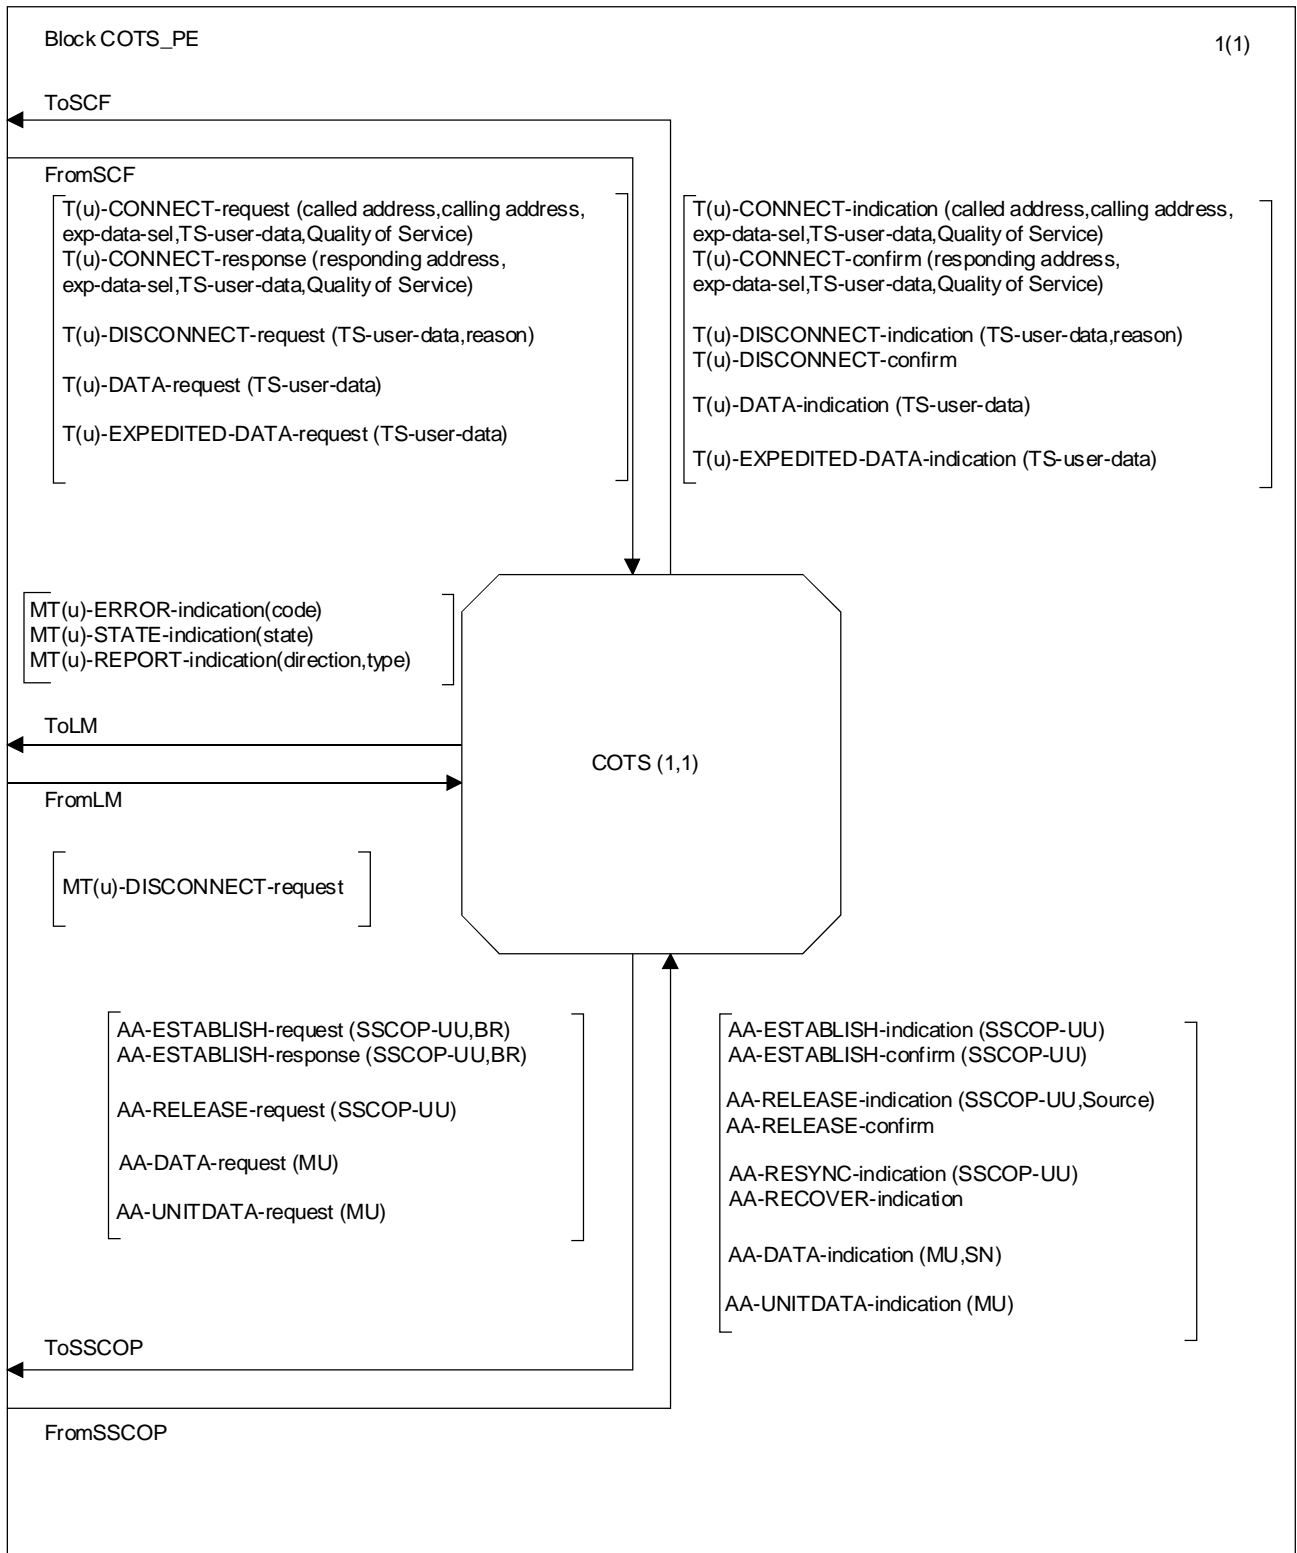 Block COTS_PE
1(1)
ToSCF
FromSCF
T(u)-CONNECT-request (called address,calling address,
exp-data-sel,TS-user-data,Quality of Service)
T(u)-CONNECT-response (responding address,
exp-data-sel,TS-user-data,Quality of Service)
T(u)-DISCONNECT-request (TS-user-data,reason)
T(u)-DATA-request (TS-user-data)
T(u)-EXPEDITED-DATA-request (TS-user-data)
T(u)-CONNECT-indication (called address,calling address,
exp-data-sel,TS-user-data,Quality of Service)
T(u)-CONNECT-confirm (responding address,
exp-data-sel,TS-user-data,Quality of Service)
T(u)-DISCONNECT-indication (TS-user-data,reason)
T(u)-DISCONNECT-confirm
T(u)-DATA-indication (TS-user-data)
T(u)-EXPEDITED-DATA-indication (TS-user-data)
MT(u)-ERROR-indication(code)
MT(u)-STATE-indication(state)
MT(u)-REPORT-indication(direction,type)
ToLM
COTS (1,1)
FromLM
MT(u)-DISCONNECT-request
AA-ESTABLISH-request (SSCOP-UU,BR)
AA-ESTABLISH-response (SSCOP-UU,BR)
AA-RELEASE-request (SSCOP-UU)
AA-DATA-request (MU)
AA-UNITDATA-request (MU)
AA-ESTABLISH-indication (SSCOP-UU)
AA-ESTABLISH-confirm (SSCOP-UU)
AA-RELEASE-indication (SSCOP-UU,Source)
AA-RELEASE-confirm
AA-RESYNC-indication (SSCOP-UU)
AA-RECOVER-indication
AA-DATA-indication (MU,SN)
AA-UNITDATA-indication (MU)
ToSSCOP
FromSSCOP